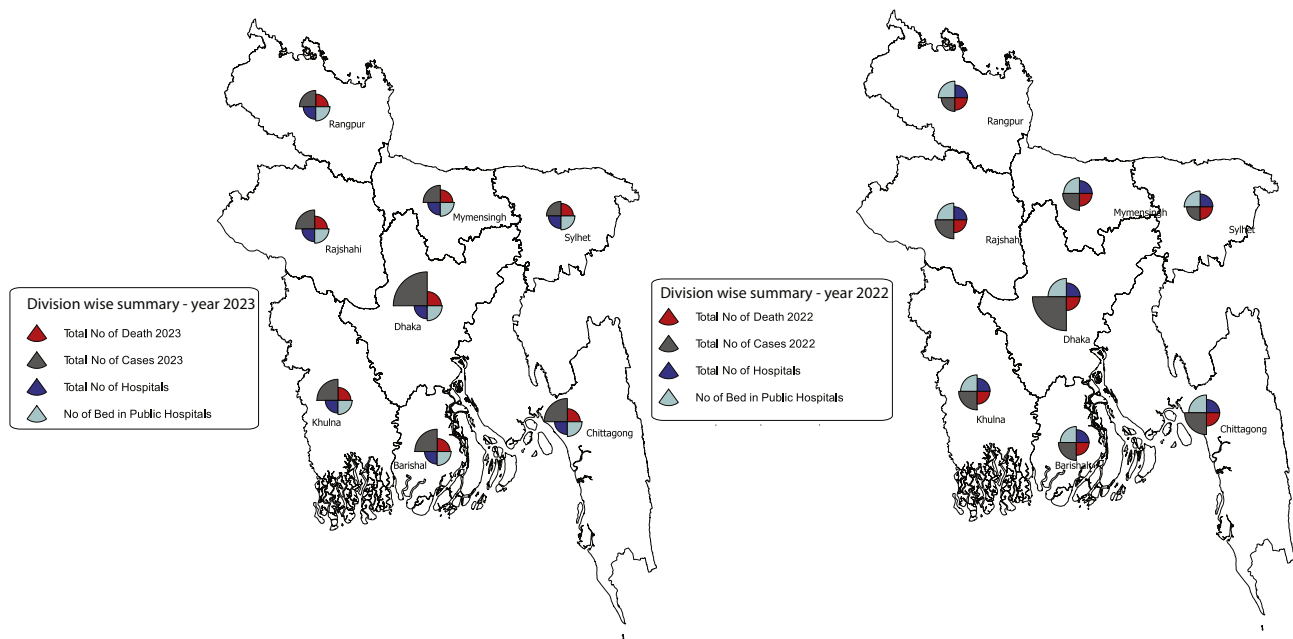 Rangpur
Mymensingh
Sylhet
Rajshahi
Dhaka
Khulna
Barishal
Chittagong
Division wise summary - year 2023
Total No of Death 2023
Total No of Cases 2023
Total No of Hospitals
No of Bed in Public Hospitals
Rangpur
Mymensingh
Sylhet
Rajshahi
Dhaka
Khulna
Barishal
Chittagong
Division wise summary - year 2022
Total No of Death 2022
Total No of Cases 2022
Total No of Hospitals
No of Bed in Public Hospitals